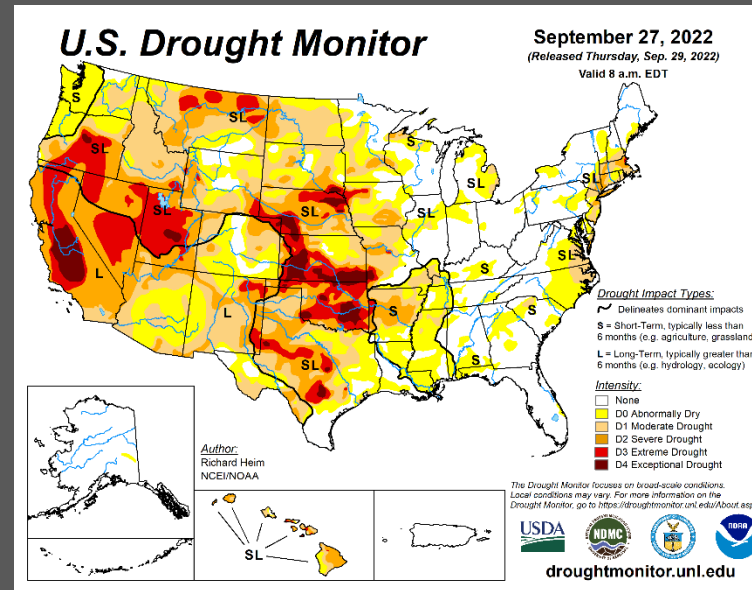 U.S. Drought Monitor
September 27, 2022
(Released Thursday, Sep. 29, 2022)
Valid 8 a.m. EDT
S
SL
SL
SL
L
L
SL
SL
S
SL
SL
SL
S
S
SL
S
S
Drought Impact Types:
Delineates dominant impacts
S = Short-Term, typically less than
6 months (e.g. agriculture, grassland
L = Long-Term, typically greater than
6 months (e.g. hydrology, ecology)
Intensity:
None
D0 Abnormally Dry
D1 Moderate Drought
D2 Severe Drought
D3 Extreme Drought
D4 Exceptional Drought
Author:
Richard Heim
NCEI/NOAA
SL
The Drought Monitor focuses on broad-scale conditions.
Local conditions may vary. For more information on the
Drought Monitor, go to https://droughtmonitor.unl.edu/About.asp
USDA
NDMC
NOAA
droughtmonitor.unl.edu